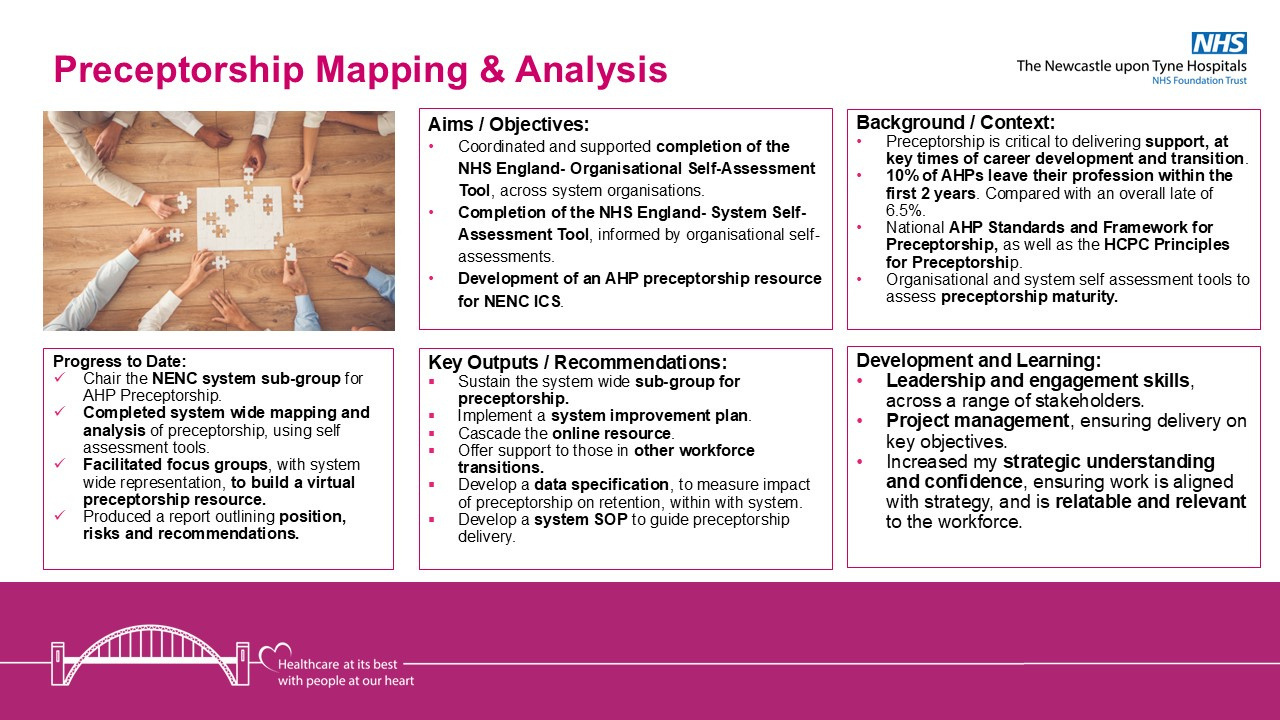 Preceptorship Mapping & Analysis
NHS
The Newcastle upon Tyne Hospitals
NHS Foundation Trust
Aims / Objectives:
• Coordinated and supported completion of the
NHS England- Organisational Self-Assessment
Tool, across system organisations.
• Completion of the NHS England- System Self-
Assessment Tool, informed by organisational self-
assessments.
• Development of an AHP preceptorship resource
for NENC ICS.
Background / Context:
• Preceptorship is critical to delivering support, at
key times of career development and transition.
• 10% of AHPs leave their profession within the
first 2 years. Compared with an overall late of
6.5%.
• National AHP Standards and Framework for
Preceptorship, as well as the HCPC Principles
for Preceptorship.
• Organisational and system self assessment tools to
assess preceptorship maturity.
Progress to Date:
✓ Chair the NENC system sub-group for
AHP Preceptorship.
✓ Completed system wide mapping and
analysis of preceptorship, using self
assessment tools.
✓ Facilitated focus groups, with system
wide representation, to build a virtual
preceptorship resource.
✓ Produced a report outlining position,
risks and recommendations.
Key Outputs / Recommendations:
▪ Sustain the system wide sub-group for
preceptorship.
▪ Implement a system improvement plan.
▪ Cascade the online resource.
▪ Offer support to those in other workforce
transitions.
▪ Develop a data specification, to measure impact
of preceptorship on retention, within with system.
▪ Develop a system SOP to guide preceptorship
delivery.
Development and Learning:
• Leadership and engagement skills,
across a range of stakeholders.
• Project management, ensuring delivery on
key objectives.
• Increased my strategic understanding
and confidence, ensuring work is aligned
with strategy, and is relatable and relevant
to the workforce.
Healthcare at its best
with people at our heart